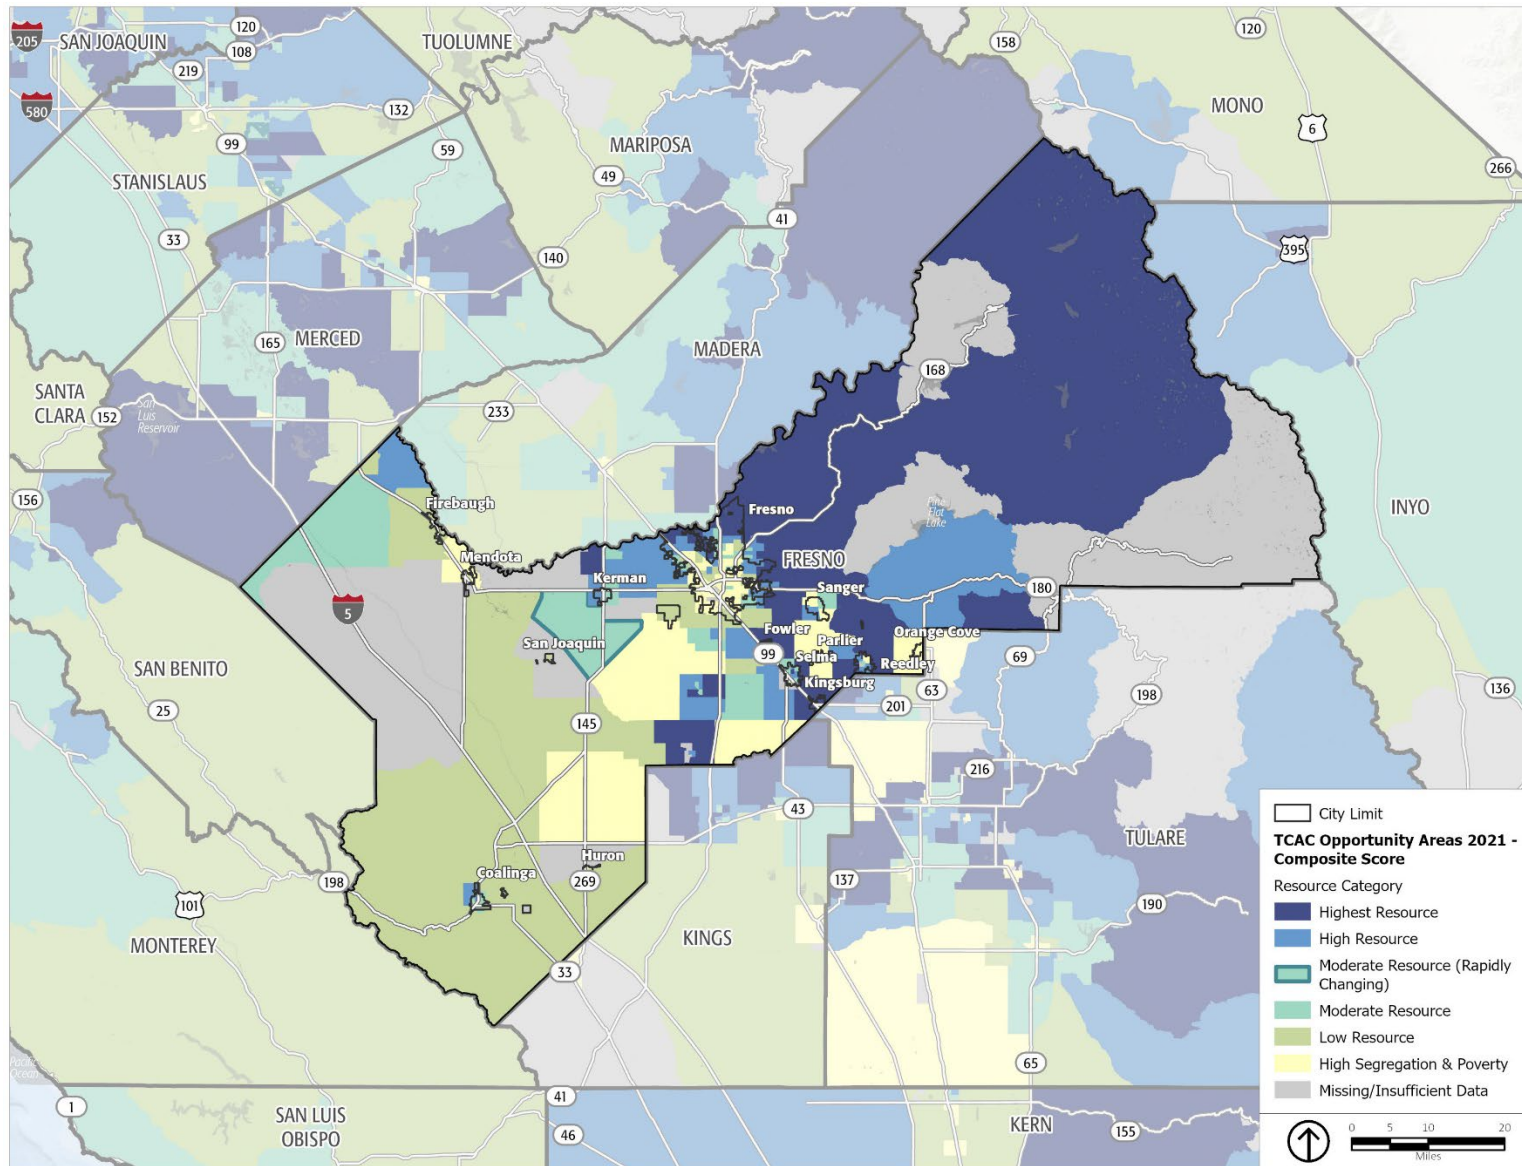 120
205
SAN JOAQUIN
108
TUOLUMNE
158
120
219
580
132
MONO
6
99
59
MARIPOSA
266
STANISLAUS
49
33
41
395
140
MERCED
165
MADERA
168
SANTA
CLARA
152
San
Luis
Reservoir
233
156
Firebaugh
Fresno
Pine
Flat
Lake
INYO
Mendota
FRESNO
Kerman
Sanger
180
5
Fowler
Parlier
Orange Cove
San Joaquin
99
Selma
Reedley
69
SAN BENITO
Kingsburg
63
198
136
25
201
145
216
43
TULARE
Huron
Coalinga
198
269
137
101
190
MONTEREY
KINGS
33
65
Pacific
Ocean
1
41
SAN LUIS
OBISPO
46
KERN
155
City Limit
TCAC Opportunity Areas 2021 -
Composite Score
Resource Category
Highest Resource
High Resource
Moderate Resource (Rapidly
Changing)
Moderate Resource
Low Resource
High Segregation & Poverty
Missing/Insufficient Data
0 5 10 20
Miles